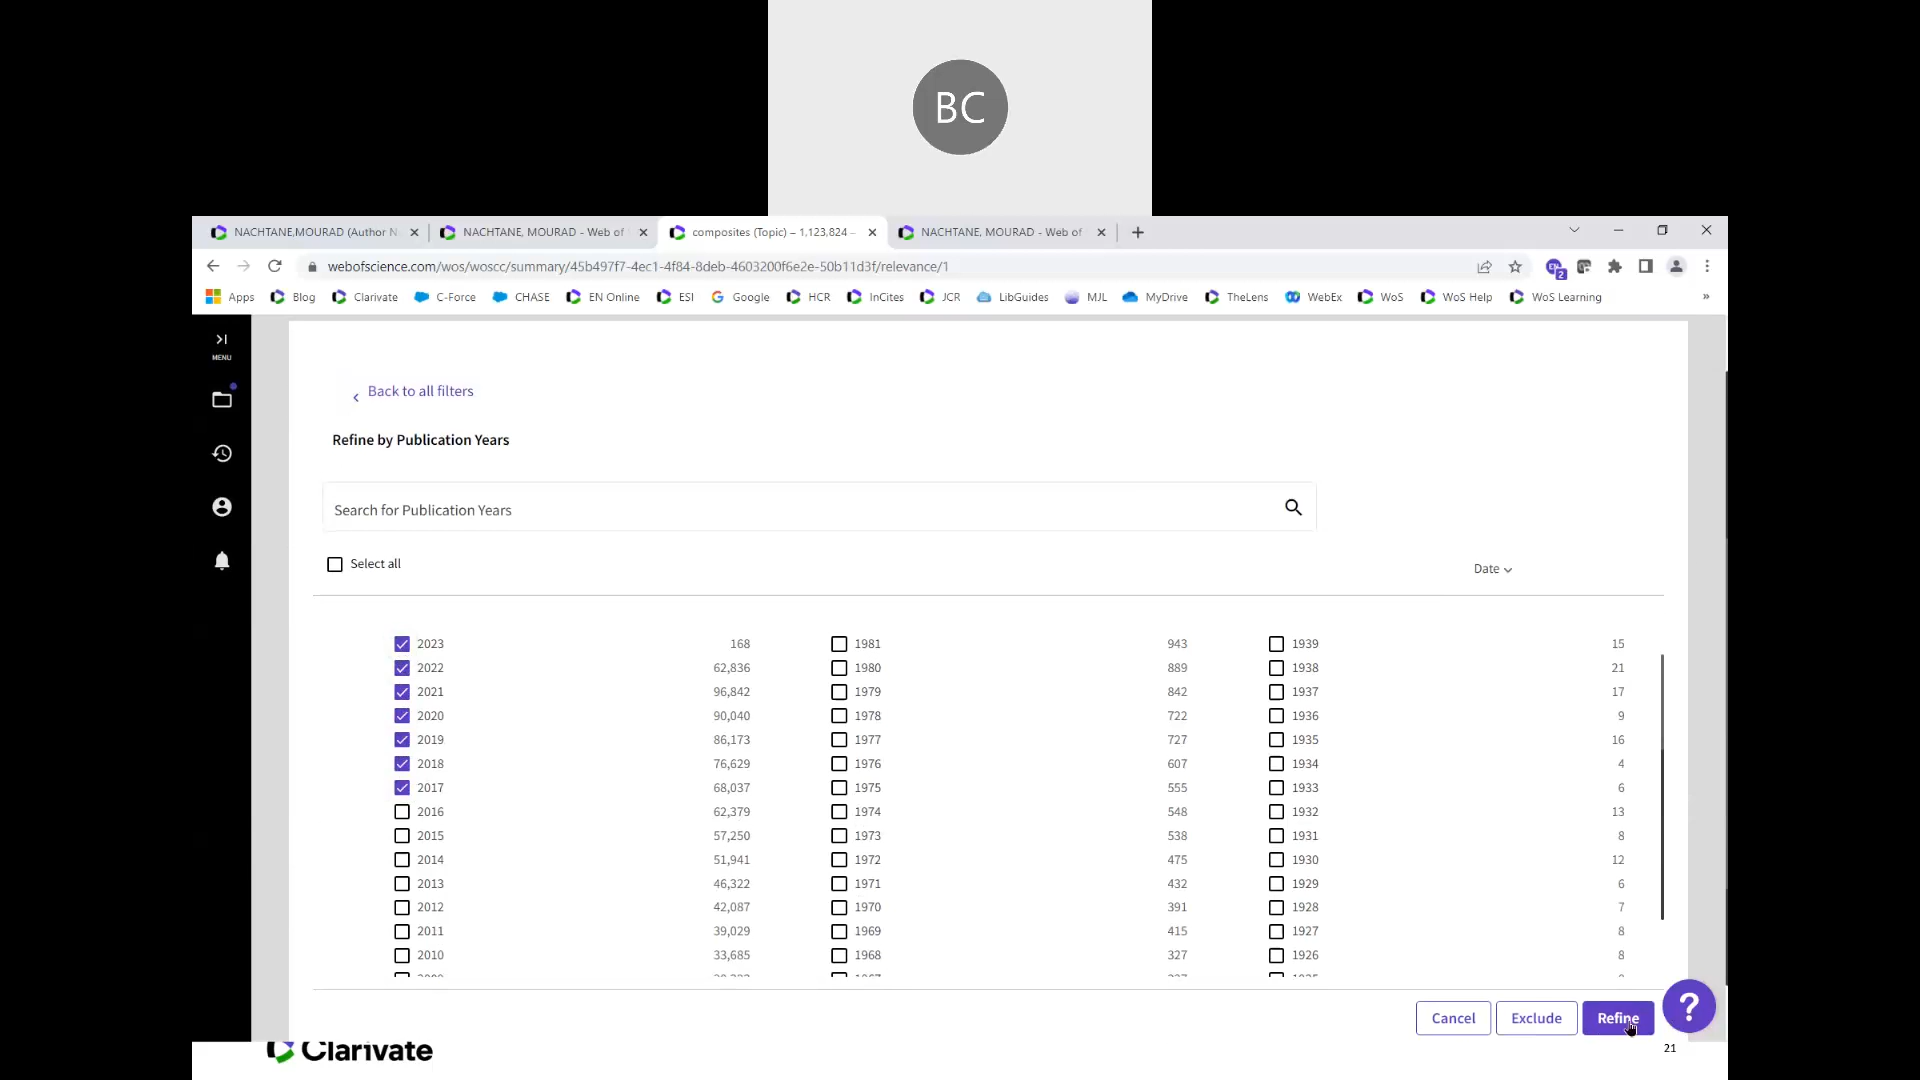 BC
NACHTANE,MOURAD (Author N
NACHTANE, MOURAD - Web of
composites (Topic) – 1,123,824 –
NACHTANE, MOURAD - Web of
webofscience.com/wos/woscc/summary/45b497f7-4ec1-4f84-8deb-4603200f6e2e-50b11d3f/relevance/1
2
Apps Blog Clarivate C-Force CHASE EN Online ESI Google HCR InCites JCR LibGuides MJL MyDrive TheLens WebEx WoS WoS Help WoS Learning »
MENU
Back to all filters
Refine by Publication Years
Search for Publication Years
Select all
Date
2023 168 1981 943 1939 15
2022 62,836 1980 889 1938 21
2021 96,842 1979 842 1937 17
2020 90,040 1978 722 1936 9
2019 86,173 1977 727 1935 16
2018 76,629 1976 607 1934 4
2017 68,037 1975 555 1933 6
2016 62,379 1974 548 1932 13
2015 57,250 1973 538 1931 8
2014 51,941 1972 475 1930 12
2013 46,322 1971 432 1929 6
2012 42,087 1970 391 1928 7
2011 39,029 1969 415 1927 8
2010 33,685 1968 327 1926 8
Cancel Exclude Refine ?
Clarivate
21